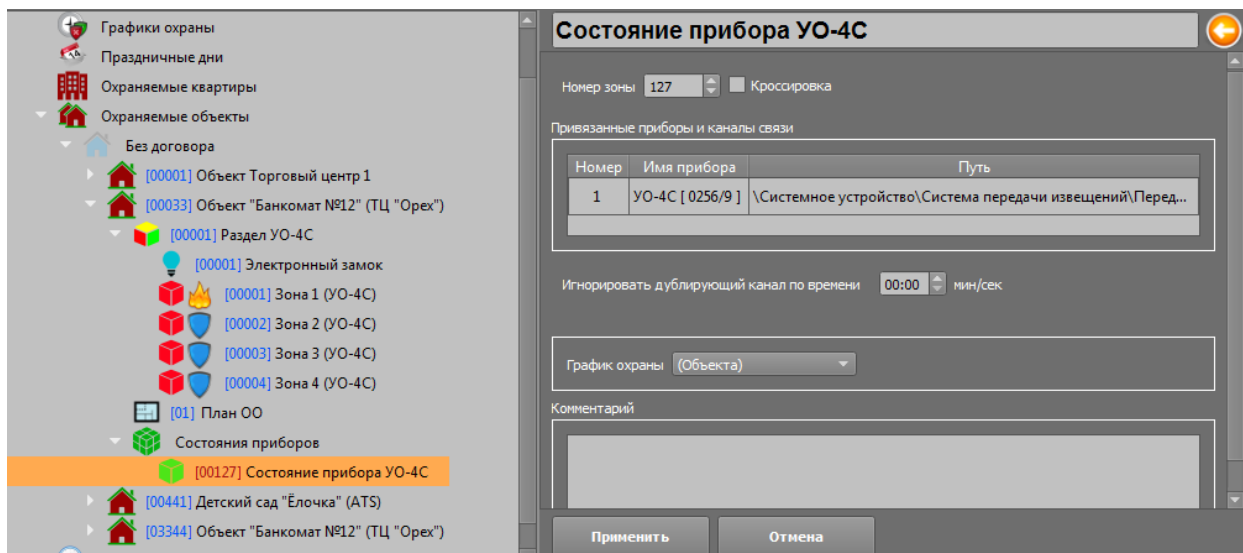 Графики охраны
Праздничные дни
Охраняемые квартиры
Охраняемые объекты
Без договора
[00001] Объект Торговый центр 1
[00033] Объект "Банкомат №12" (ТЦ "Орех")
[00001] Раздел УО-4С
[00001] Электронный замок
[00001] Зона 1 (УО-4С)
[00002] Зона 2 (УО-4С)
[00003] Зона 3 (УО-4С)
[00004] Зона 4 (УО-4С)
[01] План ОО
Состояния приборов
[00127] Состояние прибора УО-4С
[00441] Детский сад "Ёлочка" (ATS)
[03344] Объект "Банкомат №12" (ТЦ "Орех")
Состояние прибора УО-4С
Номер зоны 127 Кроссировка
Привязанные приборы и каналы связи
Номер Имя прибора Путь
1 УО-4С [ 0256/9 ] \Системное устройство\Система передачи извещений\Перед...
Игнорировать дублирующий канал по времени 00:00 мин/сек
График охраны (Объекта)
Комментарий
Применить Отмена